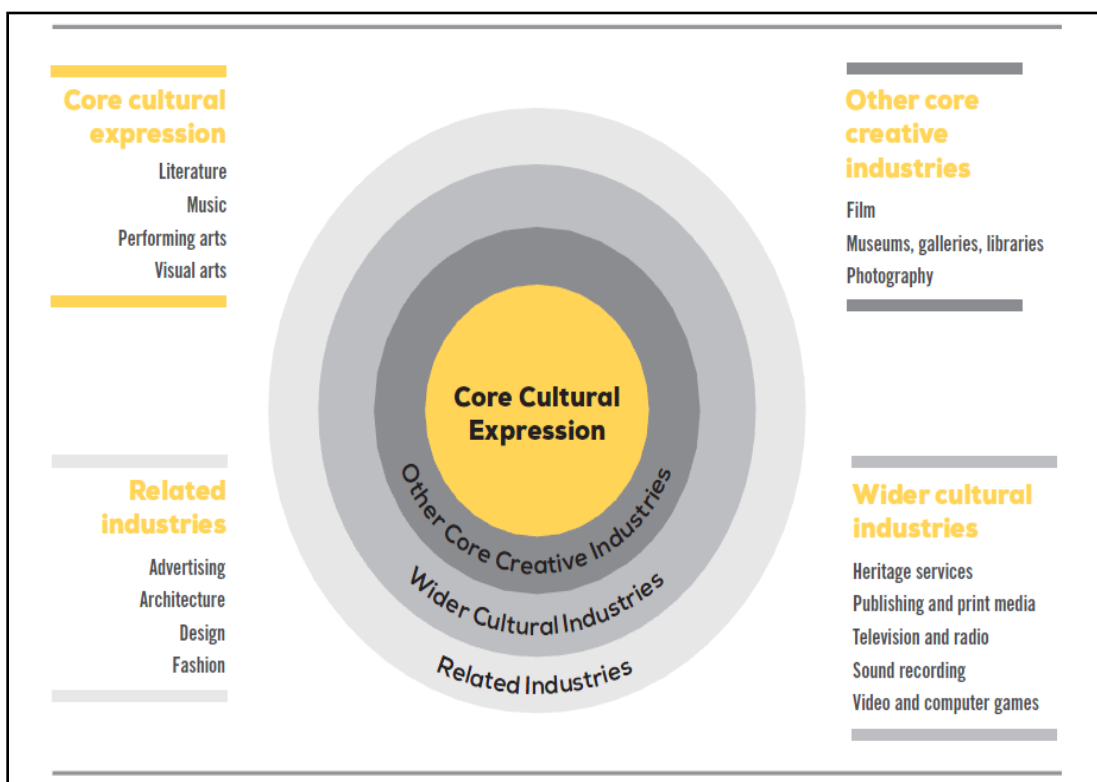 Core cultural
expression
Literature
Music
Performing arts
Visual arts
Other core
creative
industries
Film
Museums, galleries, libraries
Photography
Core Cultural
Expression
Other Core Creative Industries
Wider Cultural Industries
Related Industries
Related
industries
Advertising
Architecture
Design
Fashion
Wider cultural
industries
Heritage services
Publishing and print media
Television and radio
Sound recording
Video and computer games